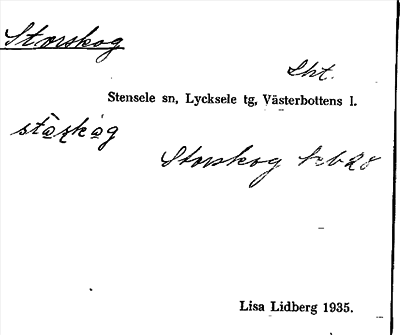 Storskog
Lht.
Stensele sn, Lycksele tg, Västerbottens l.
Storskog
Lisa Lidberg 1935.